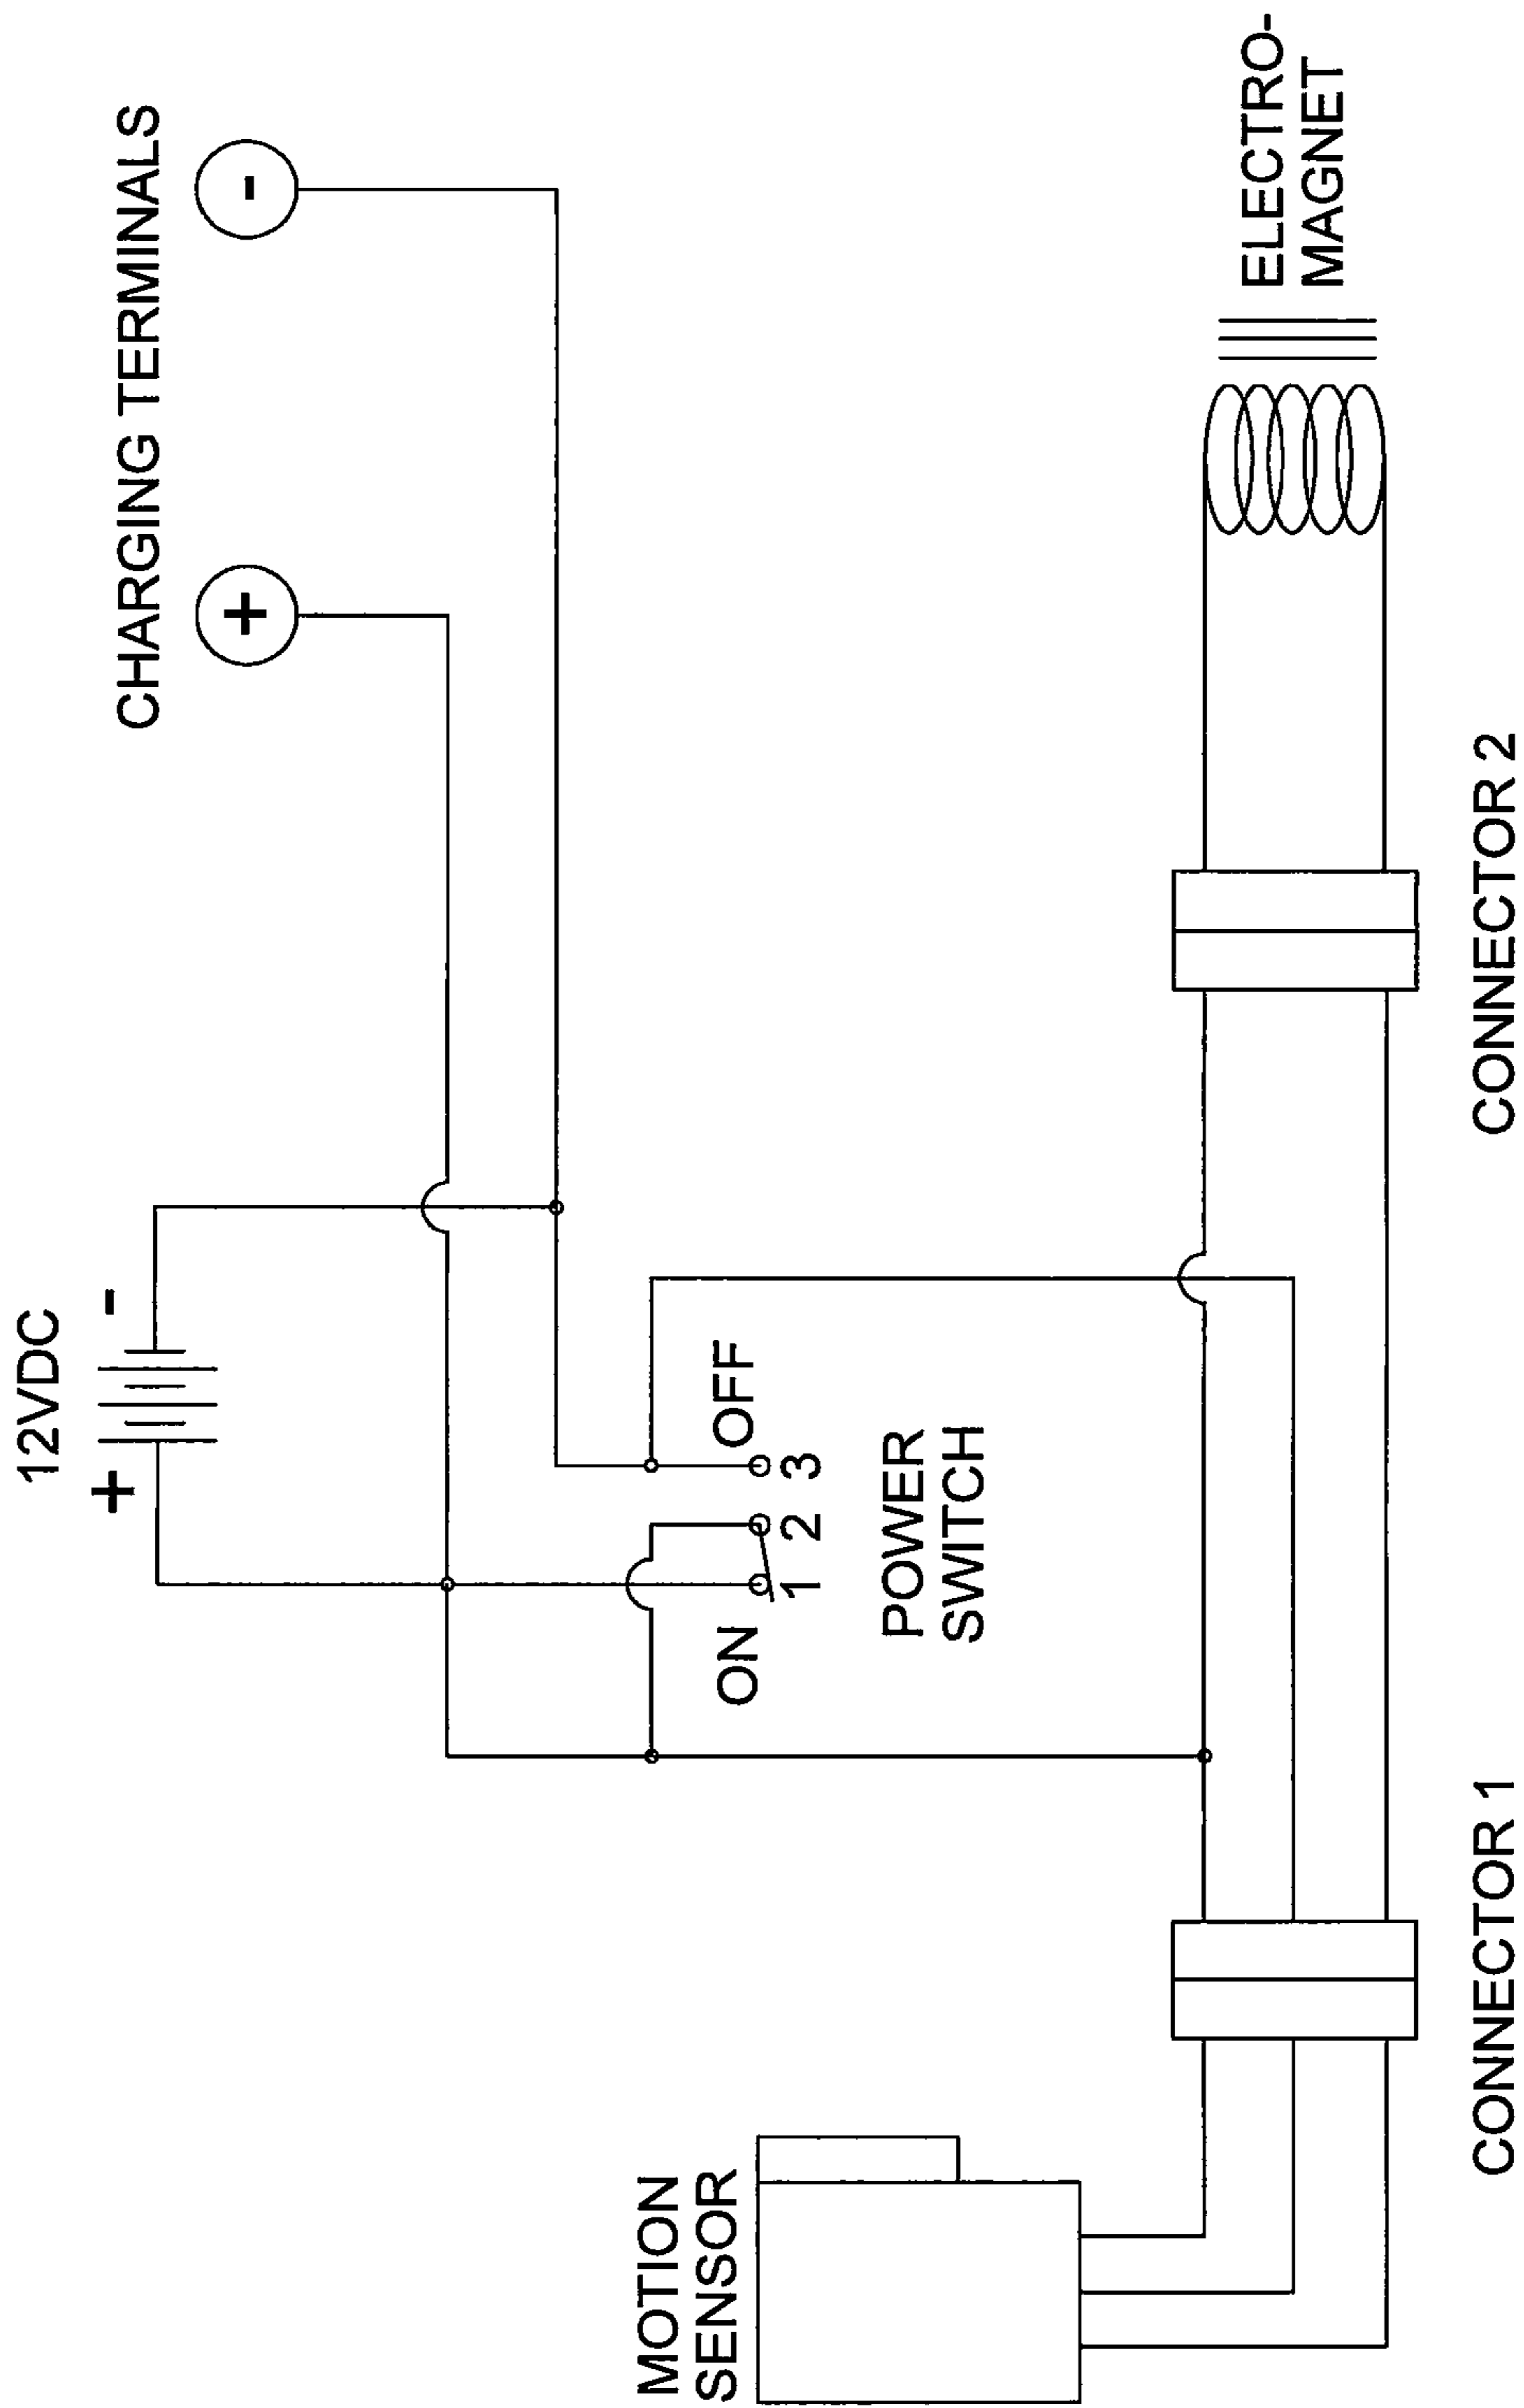 12VDC
+
-
CHARGING TERMINALS
+
-
ON
OFF
1
2
3
POWER
SWITCH
MOTION
SENSOR
ELECTRO-
MAGNET
CONNECTOR 1
CONNECTOR 2